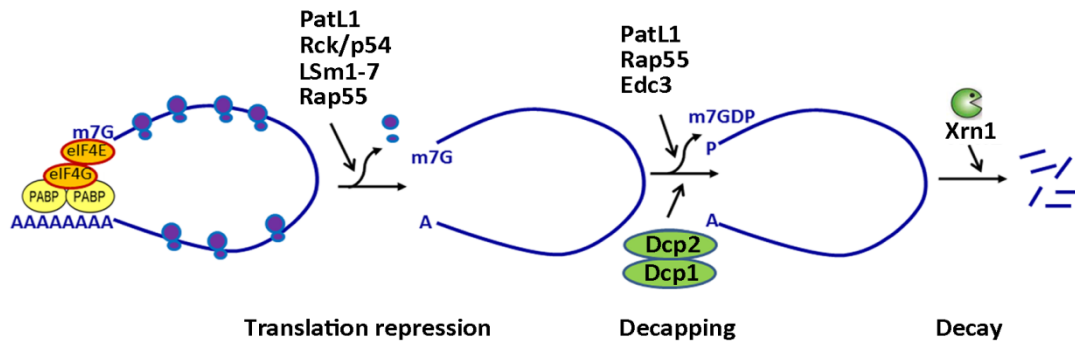 PatL1
Rck/p54
LSm1-7
Rap55
PatL1
Rap55
Edc3
m7G
eIF4E
eIF4G
PABP PABP
AAAAAAAA
m7G
A
m7GDP
P
A
Dcp2
Dcp1
Xrn1
Translation repression
Decapping
Decay